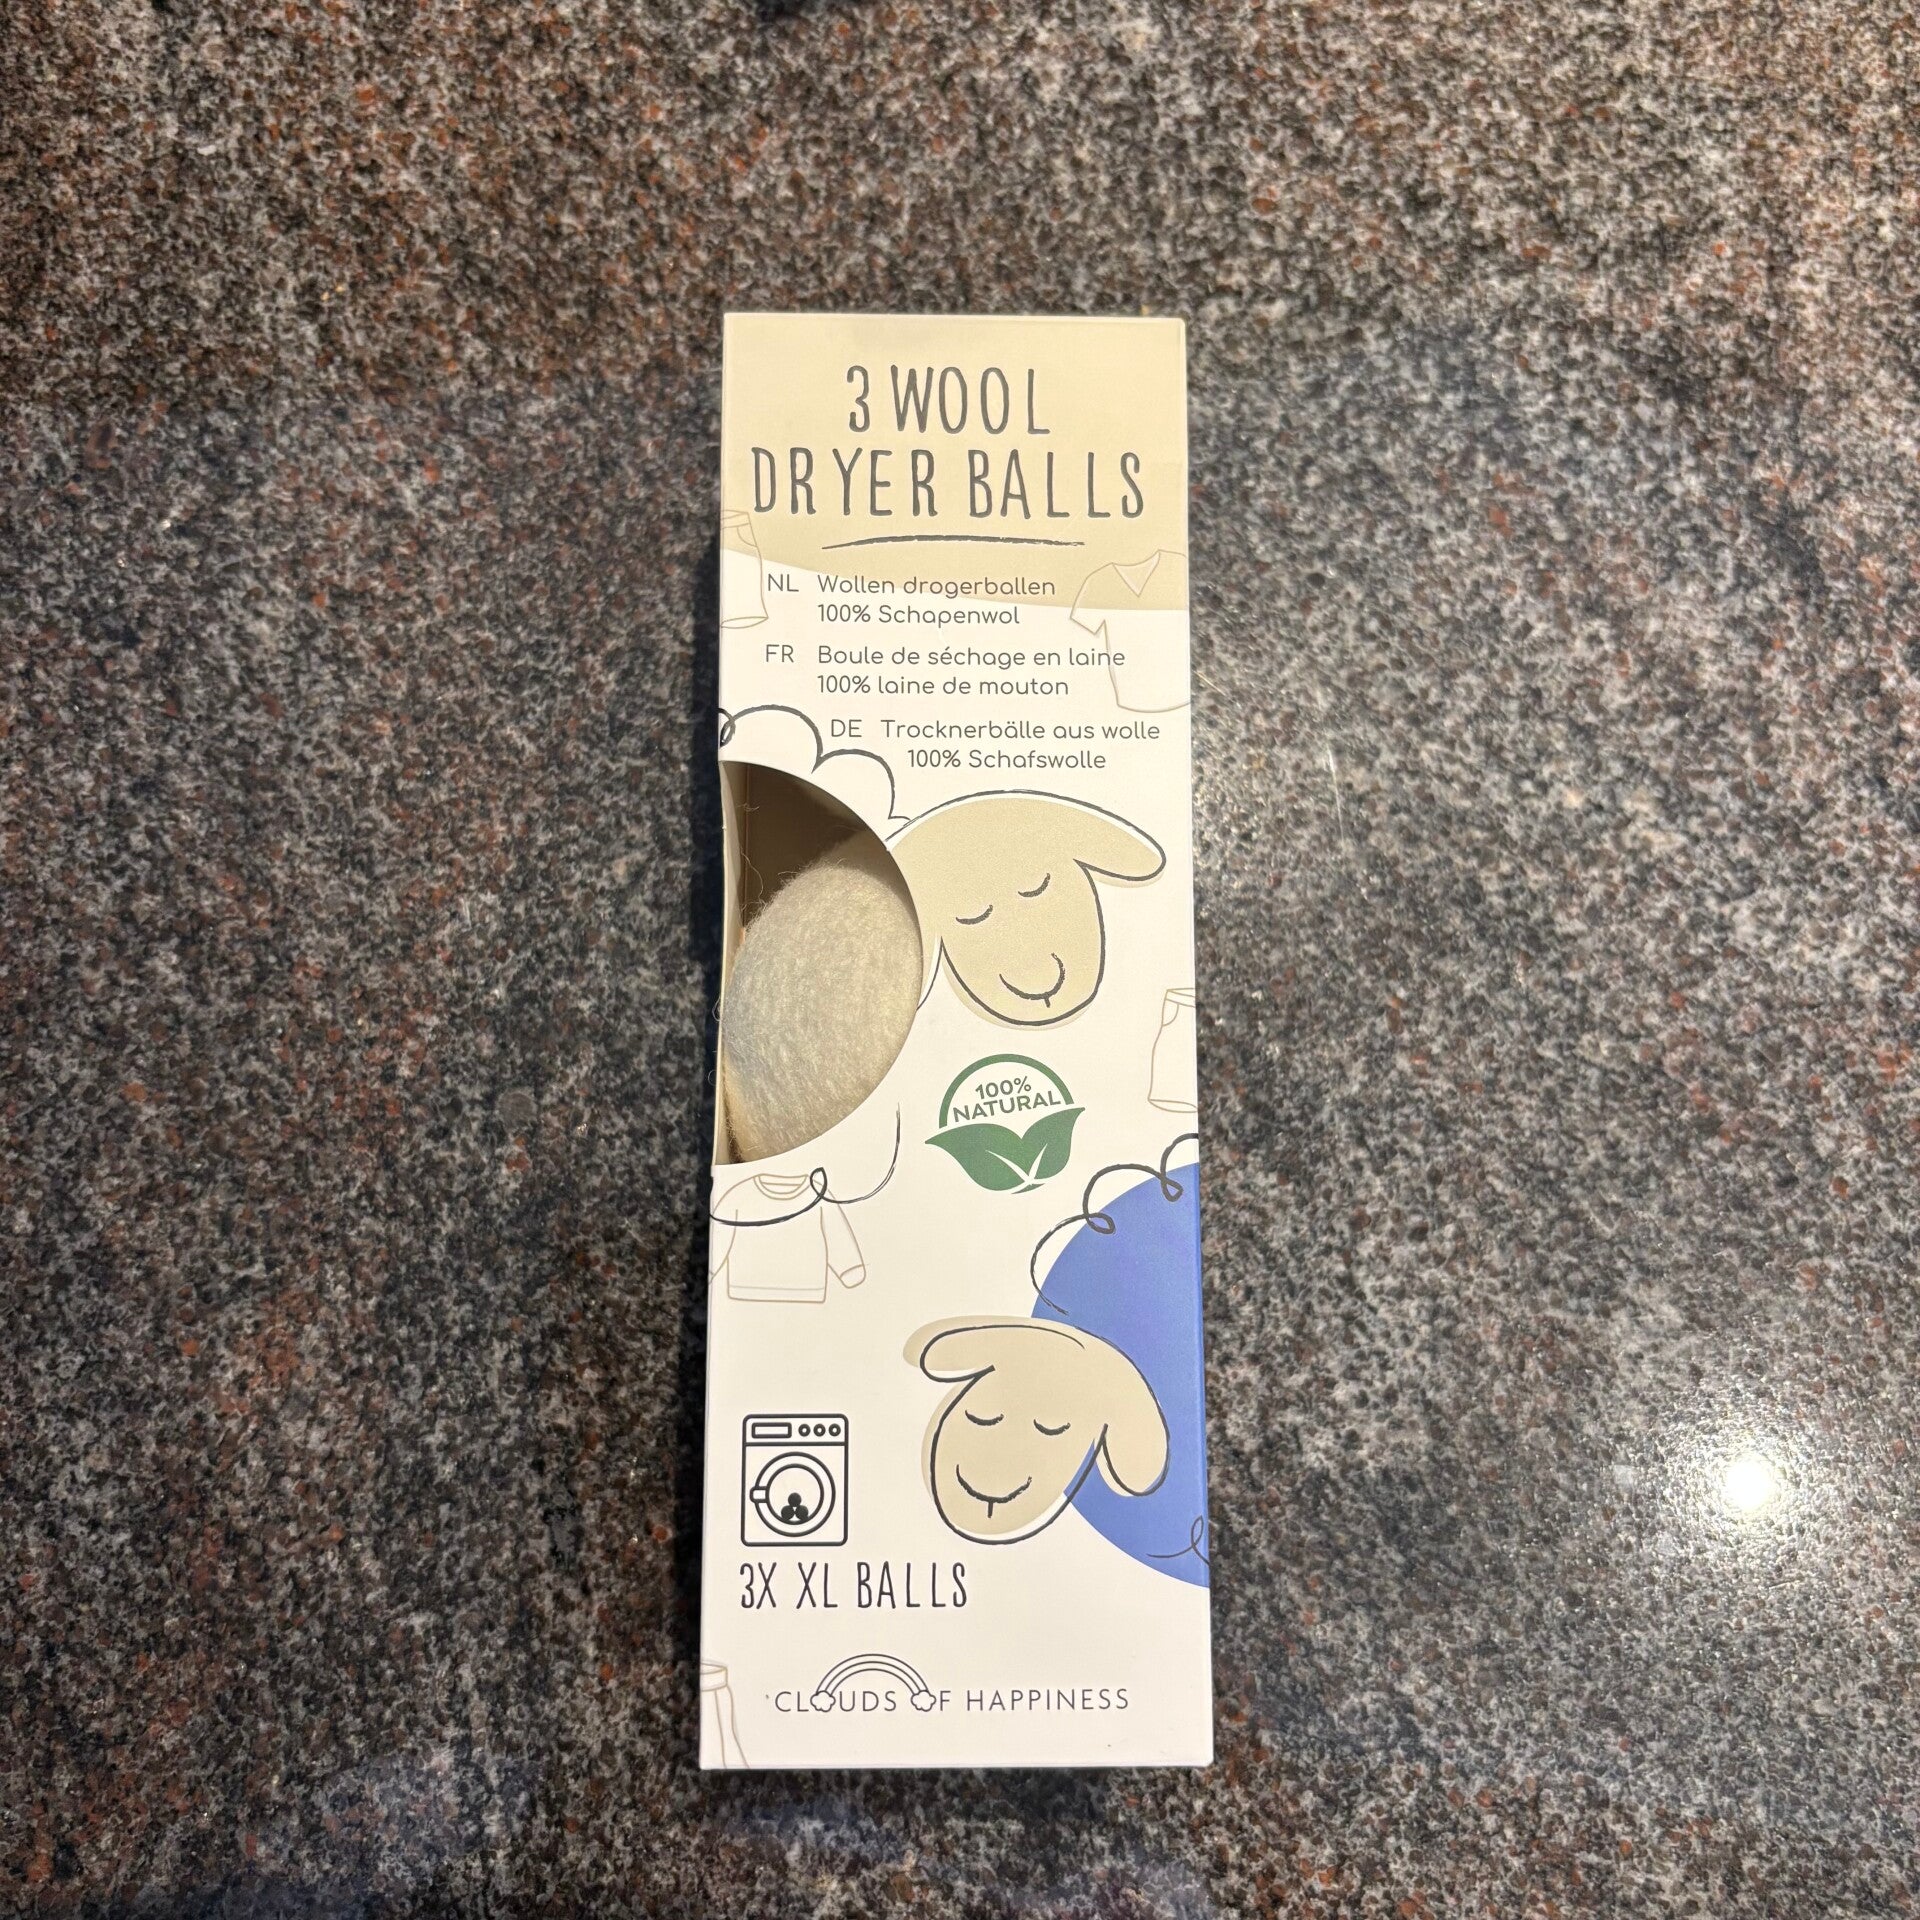 3 WOOL
DRYER BALLS
NL Wollen drogerballen
100% Schapenwol
FR Boule de séchage en laine
100% laine de mouton
DE Trocknerbälle aus wolle
100% Schafswolle
100%
NATURAL
3X XL BALLS
CLOUDS OF HAPPINESS